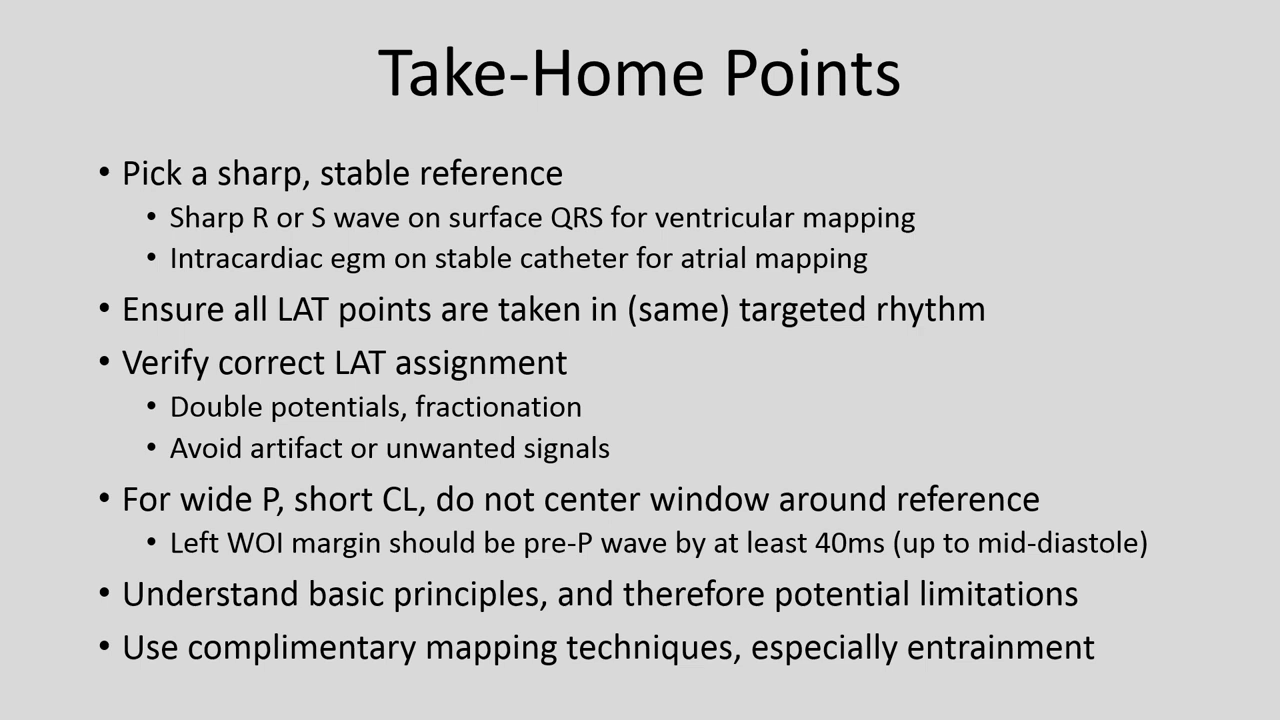 Take-Home Points
• Pick a sharp, stable reference
• Sharp R or S wave on surface QRS for ventricular mapping
• Intracardiac egm on stable catheter for atrial mapping
• Ensure all LAT points are taken in (same) targeted rhythm
• Verify correct LAT assignment
• Double potentials, fractionation
• Avoid artifact or unwanted signals
• For wide P, short CL, do not center window around reference
• Left WOI margin should be pre-P wave by at least 40ms (up to mid-diastole)
• Understand basic principles, and therefore potential limitations
• Use complimentary mapping techniques, especially entrainment